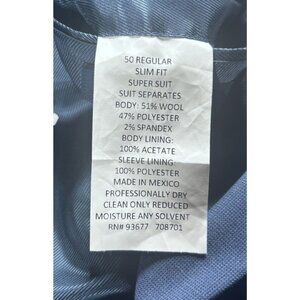 50 REGULAR
SLIM FIT
SUPER SUIT
SUIT SEPARATES
BODY: 51% WOOL
47% POLYESTER
2% SPANDEX
BODY LINING:
100% ACETATE
SLEEVE LINING:
100% POLYESTER
MADE IN MEXICO
PROFESSIONALLY DRY
CLEAN ONLY REDUCED
MOISTURE ANY SOLVENT
RN# 93677 708701